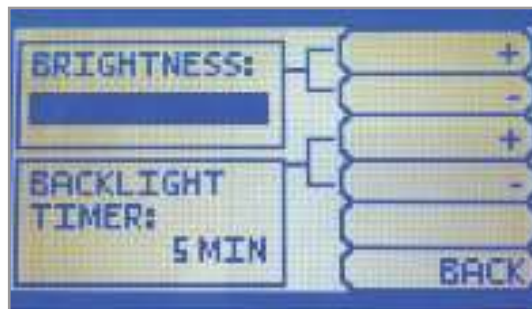 BRIGHTNESS:
+
-
BACKLIGHT
TIMER:
5 MIN
+
-
BACK